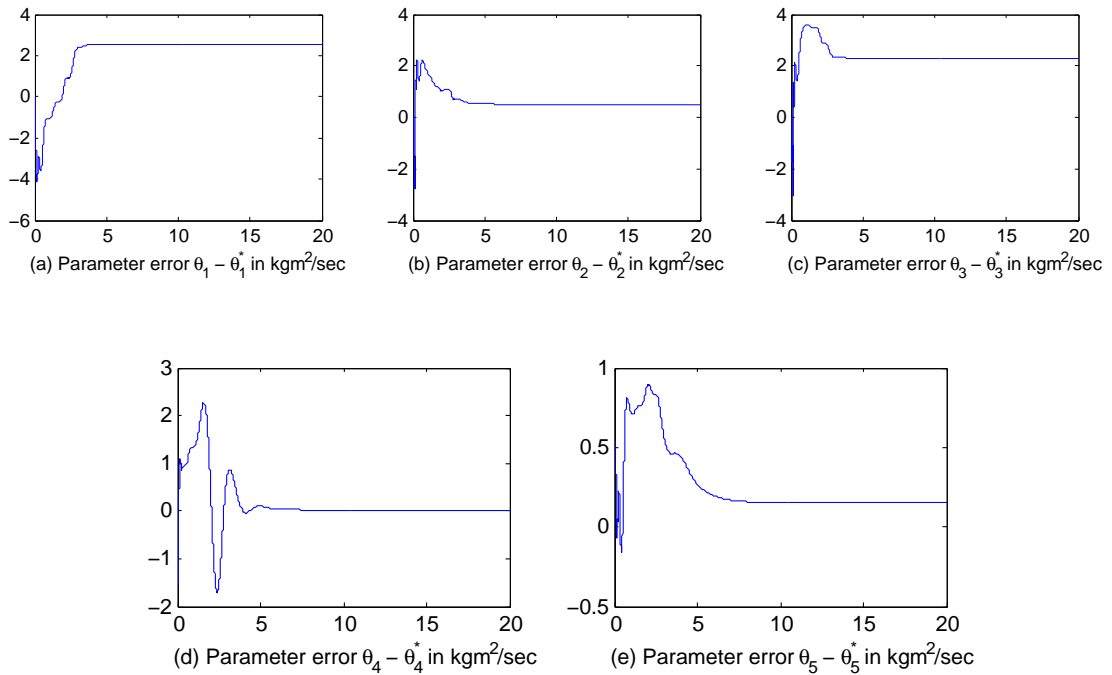 4
2
0
−2
−4
−6
0 5 10 15 20
(a) Parameter error θ₁ − θ₁* in kgm²/sec
4
2
0
−2
−4
0 5 10 15 20
(b) Parameter error θ₂ − θ₂* in kgm²/sec
4
2
0
−2
−4
0 5 10 15 20
(c) Parameter error θ₃ − θ₃* in kgm²/sec
3
2
1
0
−1
−2
0 5 10 15 20
(d) Parameter error θ₄ − θ₄* in kgm²/sec
1
0.5
0
−0.5
0 5 10 15 20
(e) Parameter error θ₅ − θ₅* in kgm²/sec